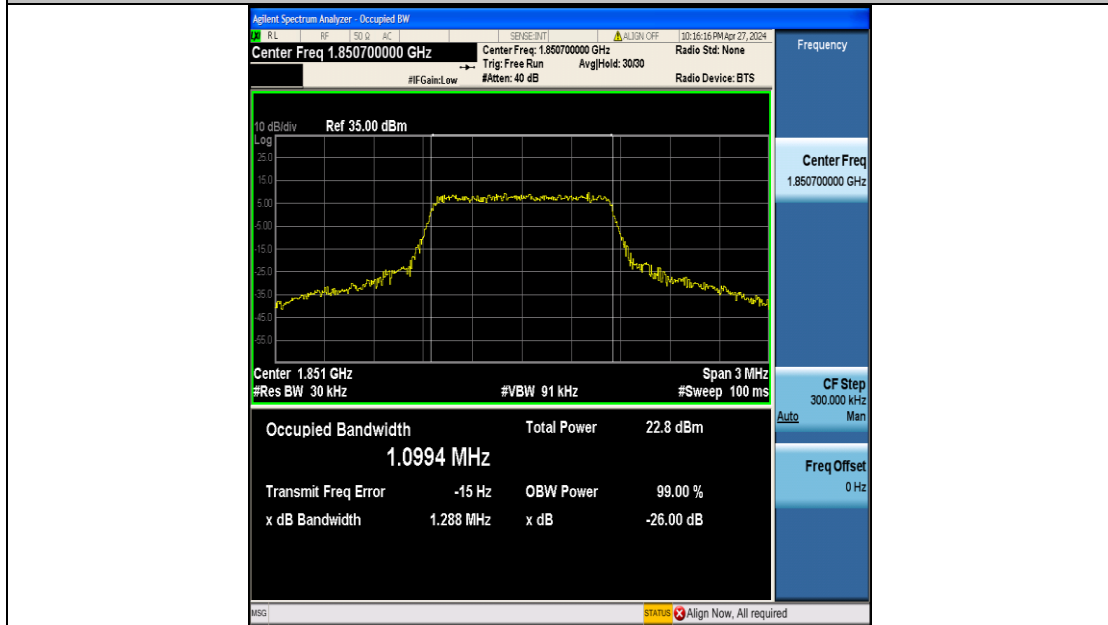 Agilent Spectrum Analyzer - Occupied BW
RL RF 50 Ω AC SENSE:INT ALIGN OFF 10:16:16 PM Apr 27, 2024
Center Freq 1.850700000 GHz
Center Freq: 1.850700000 GHz Radio Std: None
Trig: Free Run Avg|Hold: 30/30
#IFGain:Low #Atten: 40 dB Radio Device: BTS
10 dB/div Ref 35.00 dBm
Log
25.0
15.0
5.00
-5.00
-15.0
-25.0
-35.0
-45.0
-55.0
Center 1.851 GHz Span 3 MHz
#Res BW 30 kHz #VBW 91 kHz #Sweep 100 ms
Occupied Bandwidth Total Power 22.8 dBm
1.0994 MHz
Transmit Freq Error -15 Hz OBW Power 99.00 %
x dB Bandwidth 1.288 MHz x dB -26.00 dB
MSG STATUS Align Now, All required
Frequency
Center Freq
1.850700000 GHz
CF Step
300.000 kHz
Auto Man
Freq Offset
0 Hz